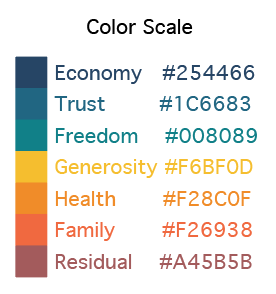 Color Scale
Economy #254466
Trust #1C6683
Freedom #008089
Generosity #F6BF0D
Health #F28C0F
Family #F26938
Residual #A45B5B